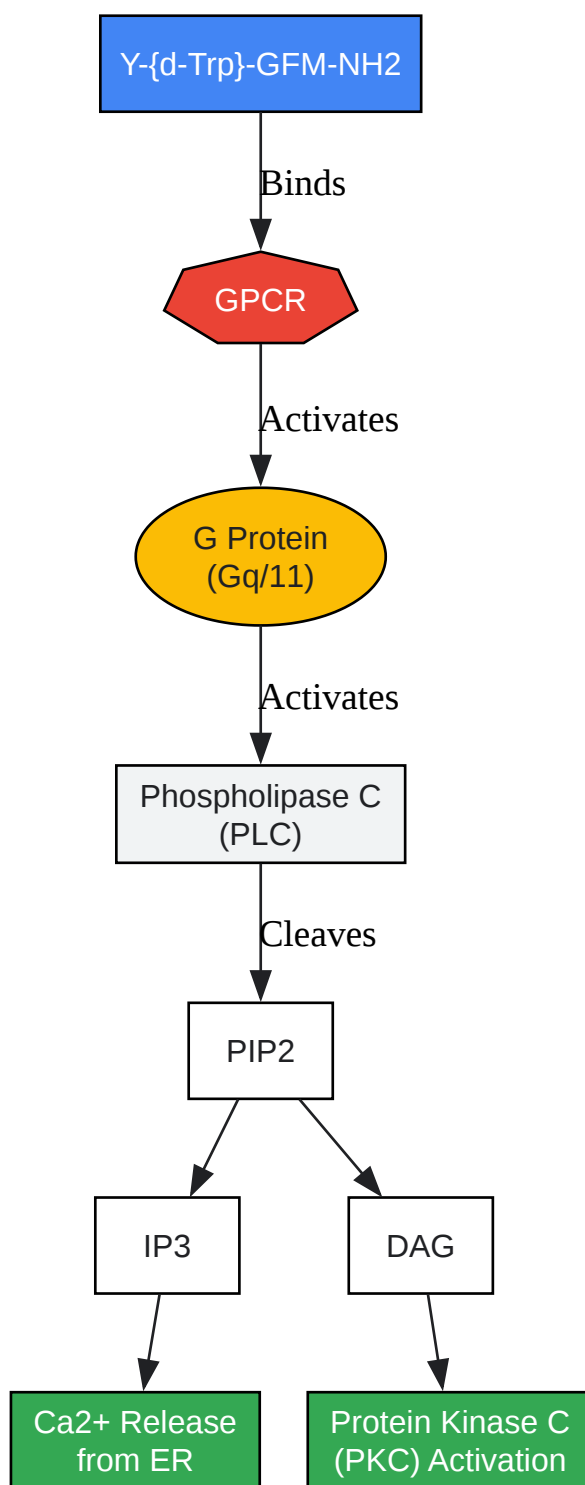 Y-{d-Trp}-GFM-NH2
Binds
GPCR
Activates
G Protein
(Gq/11)
Activates
Phospholipase C
(PLC)
Cleaves
PIP2
IP3
DAG
Ca2+ Release
from ER
Protein Kinase C
(PKC) Activation